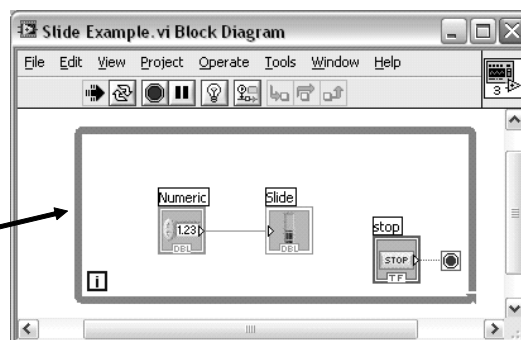 Slide Example.vi Block Diagram
File Edit View Project Operate Tools Window Help
3
Numeric
1.23
DBL
Slide
DBL
stop
STOP
TF
i